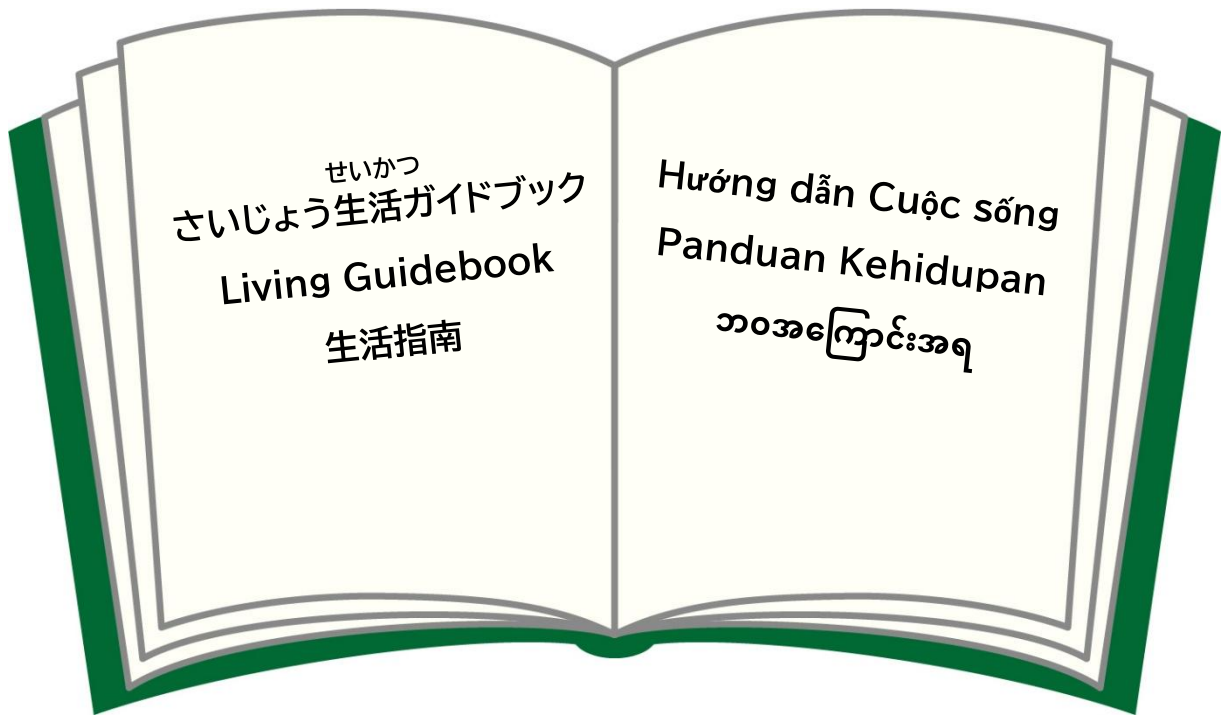 せいかつ
さいじょう生活ガイドブック
Living Guidebook
生活指南
Hướng dẫn Cuộc sống
Panduan Kehidupan
ဘဝအကြောင်းအရ